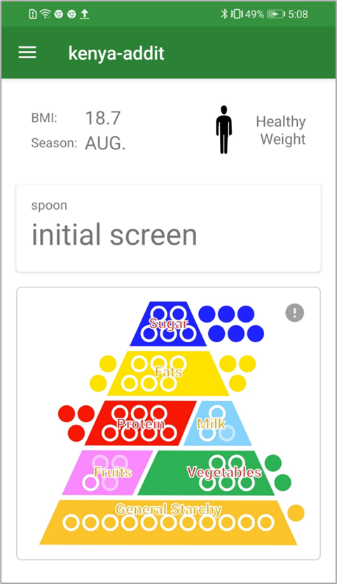 49% 5:08
kenya-addit
BMI: 18.7
Season: AUG.
Healthy
Weight
spoon
initial screen
Sugar
Fats
Protein Milk
Fruits Vegetables
General Starchy